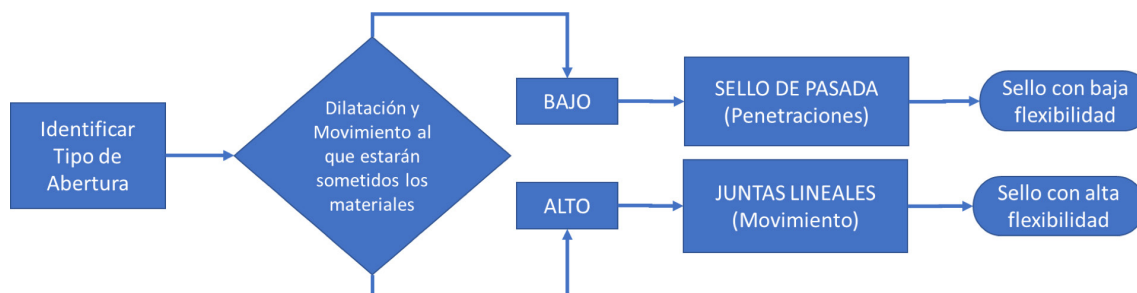 Identificar
Tipo de
Abertura
Dilatación y
Movimiento al
que estarán
sometidos los
materiales
BAJO
SELLO DE PASADA
(Penetraciones)
Sello con baja
flexibilidad
ALTO
JUNTAS LINEALES
(Movimiento)
Sello con alta
flexibilidad